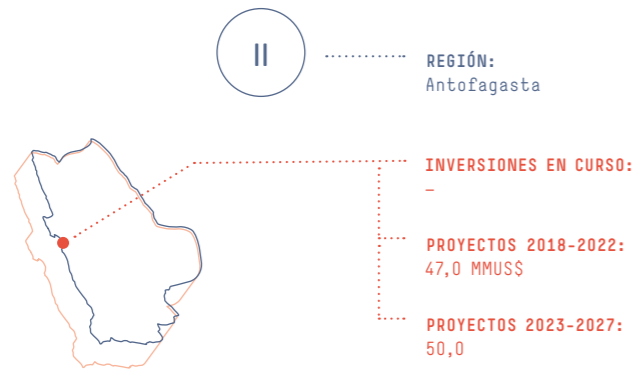 II
REGIÓN:
Antofagasta
INVERSIONES EN CURSO:
–
PROYECTOS 2018-2022:
47,0 MMUS$
PROYECTOS 2023-2027:
50,0